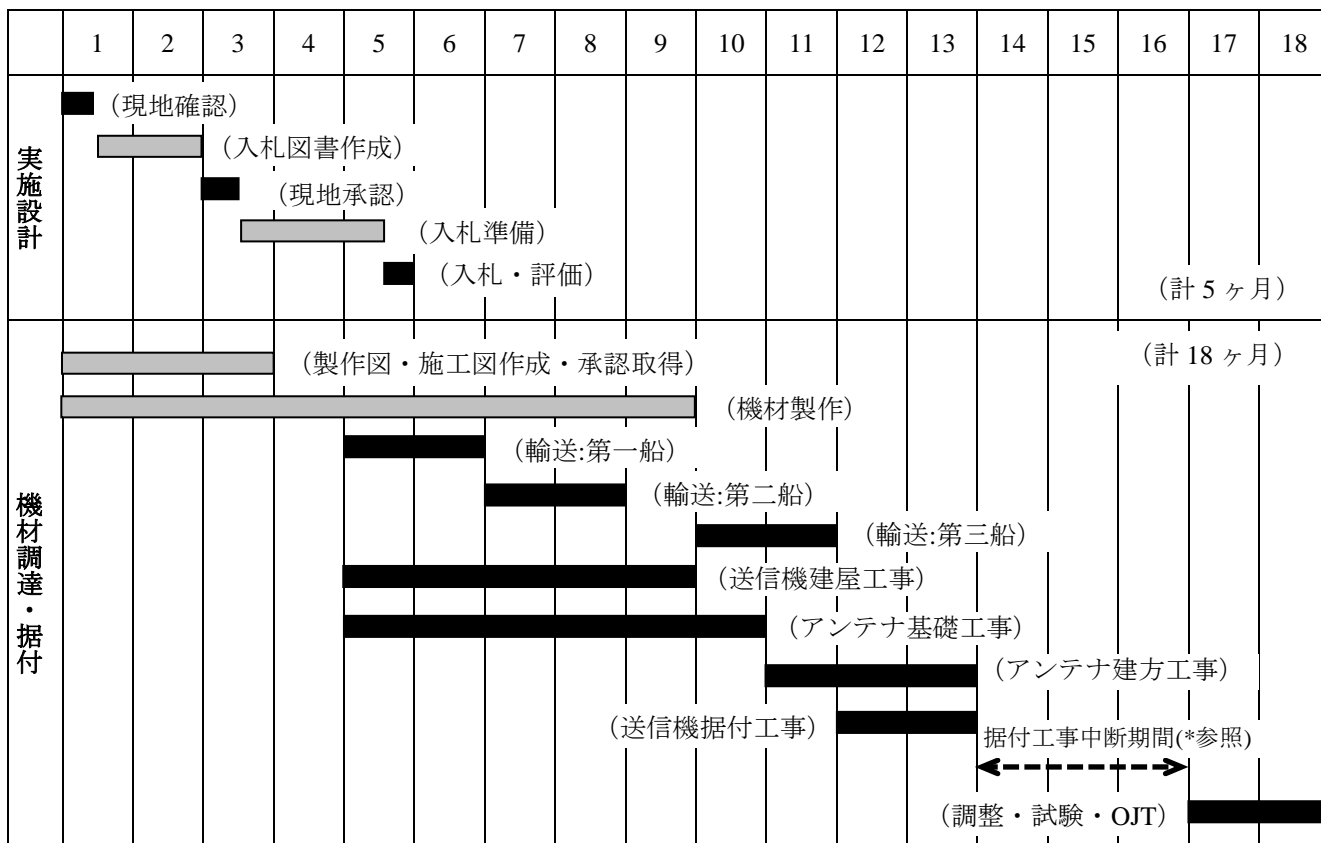 1 2 3 4 5 6 7 8 9 10 11 12 13 14 15 16 17 18
実施設計
(現地確認)
(入札図書作成)
(現地承認)
(入札準備)
(入札・評価)
(計 5 ヶ月)
機材調達・据付
(計 18 ヶ月)
(製作図・施工図作成・承認取得)
(機材製作)
(輸送:第一船)
(輸送:第二船)
(輸送:第三船)
(送信機建屋工事)
(アンテナ基礎工事)
(アンテナ建方工事)
(送信機据付工事)
据付工事中断期間(*参照)
(調整・試験・OJT)